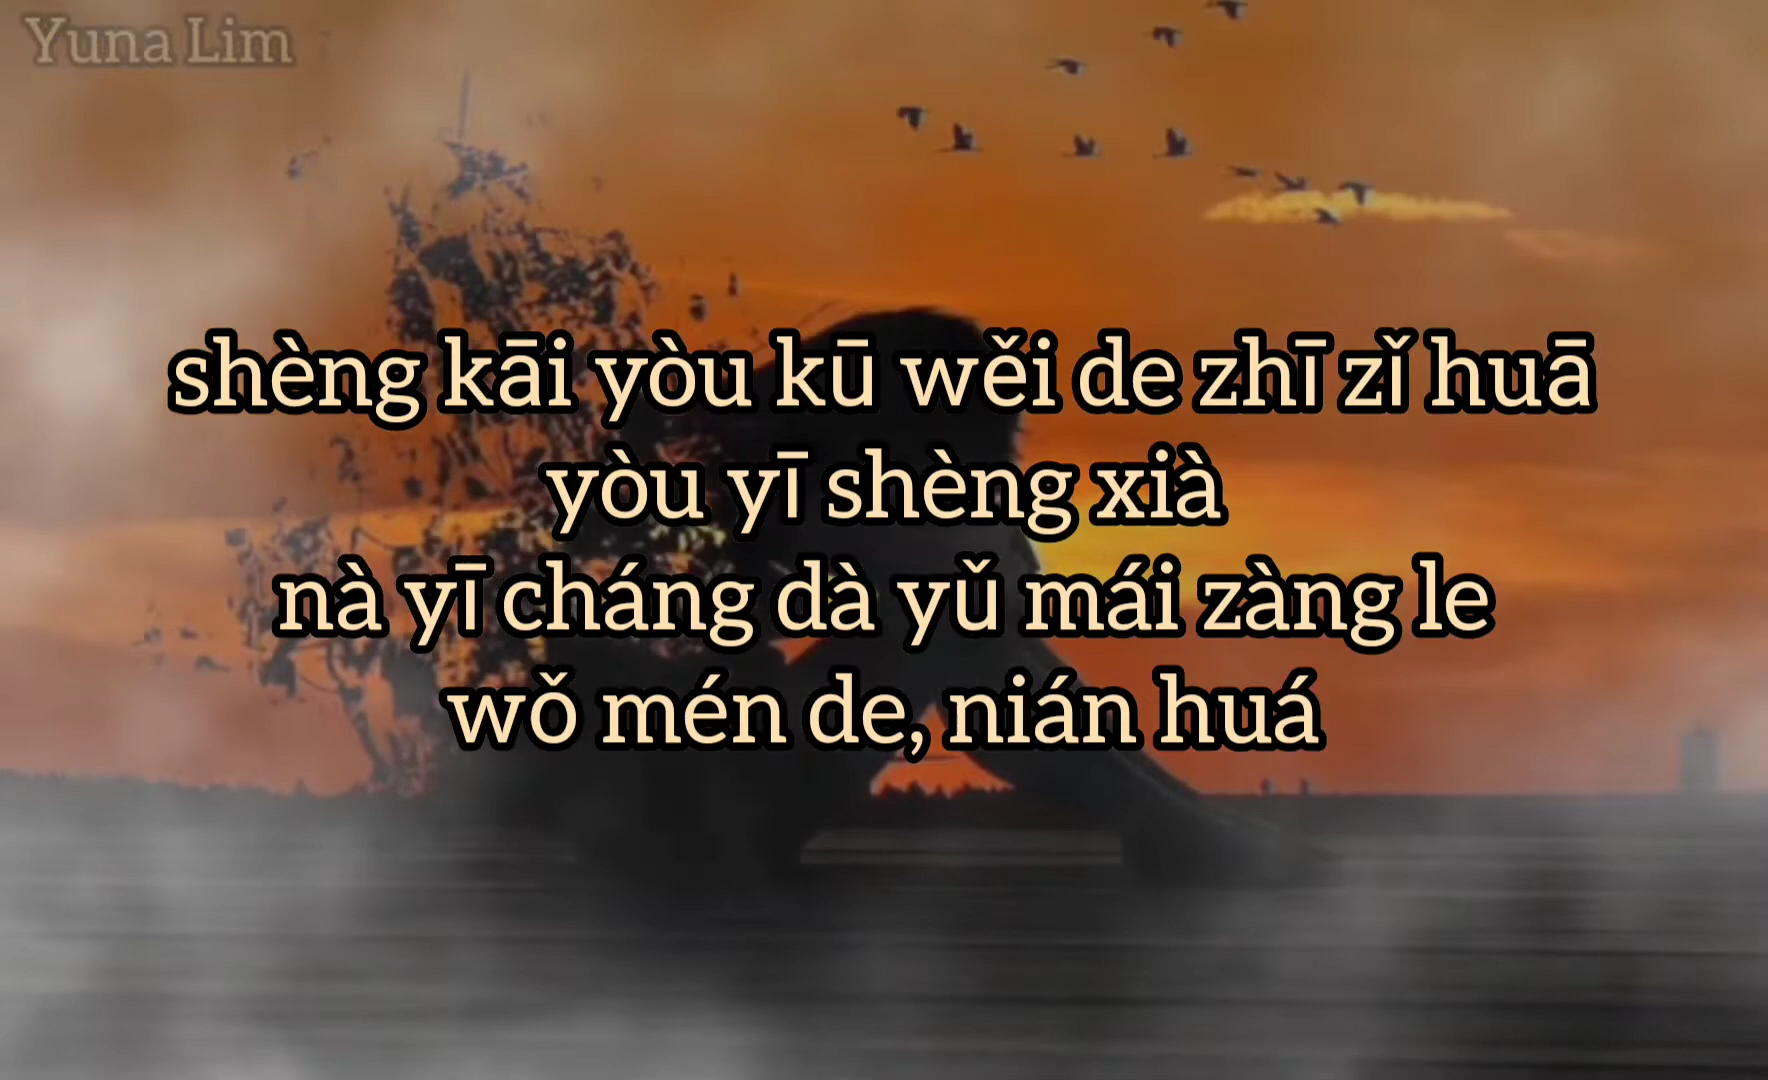 Yuna Lim
shèng kāi yòu kū wěi de zhī zǐ huā
yòu yī shèng xià
nà yī cháng dà yǔ mái zàng le
wǒ mén de, nián huá